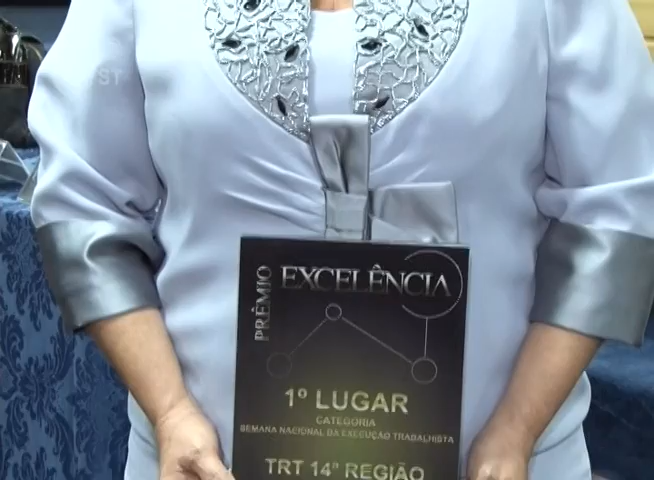 PRÊMIO
EXCELÊNCIA
1º LUGAR
CATEGORIA
SEMANA NACIONAL DA EXECUÇÃO TRABALHISTA
TRT 14ª REGIÃO